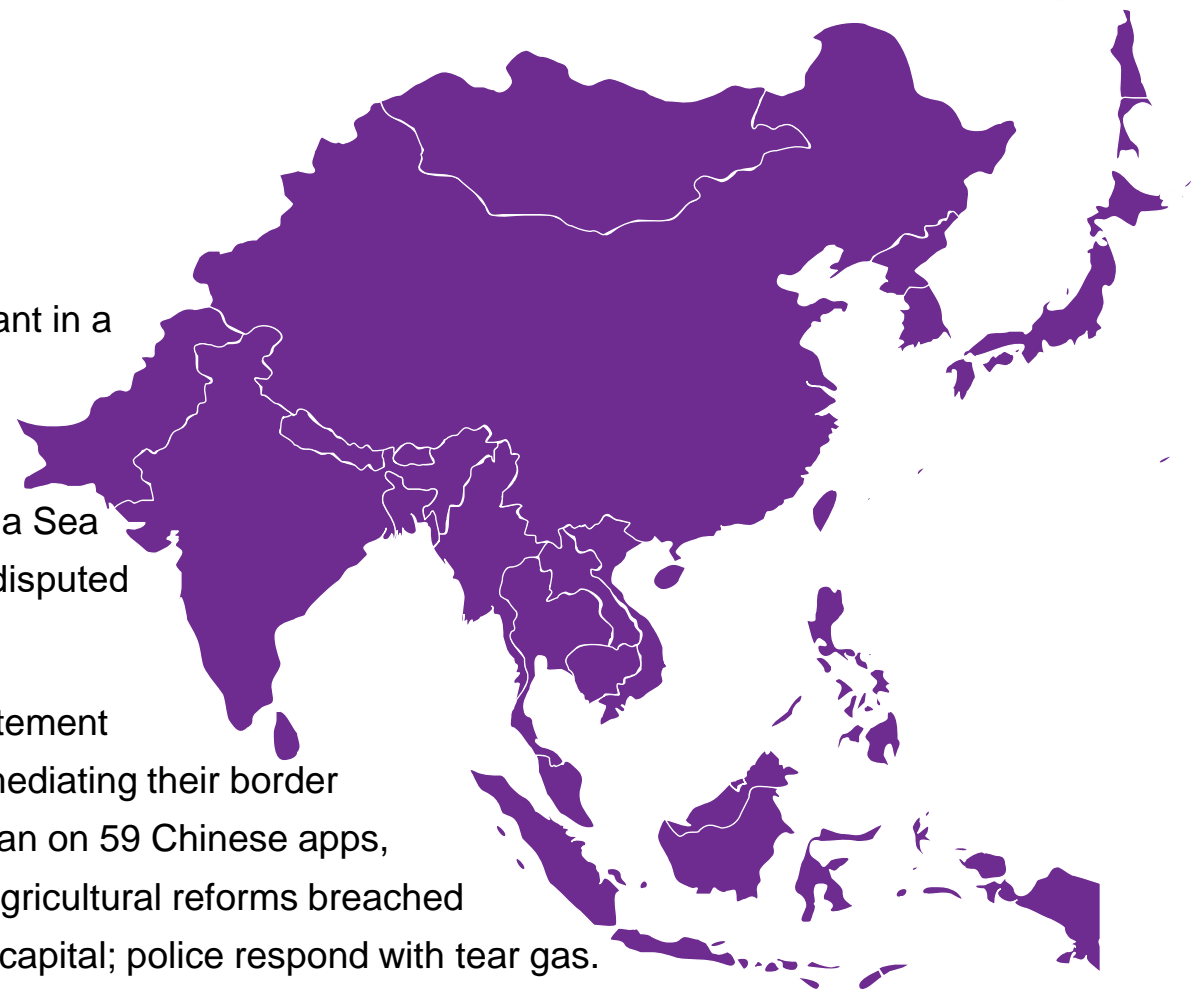 ant in a
a Sea
disputed
tement
mediating their border
an on 59 Chinese apps,
gricultural reforms breached
capital; police respond with tear gas.